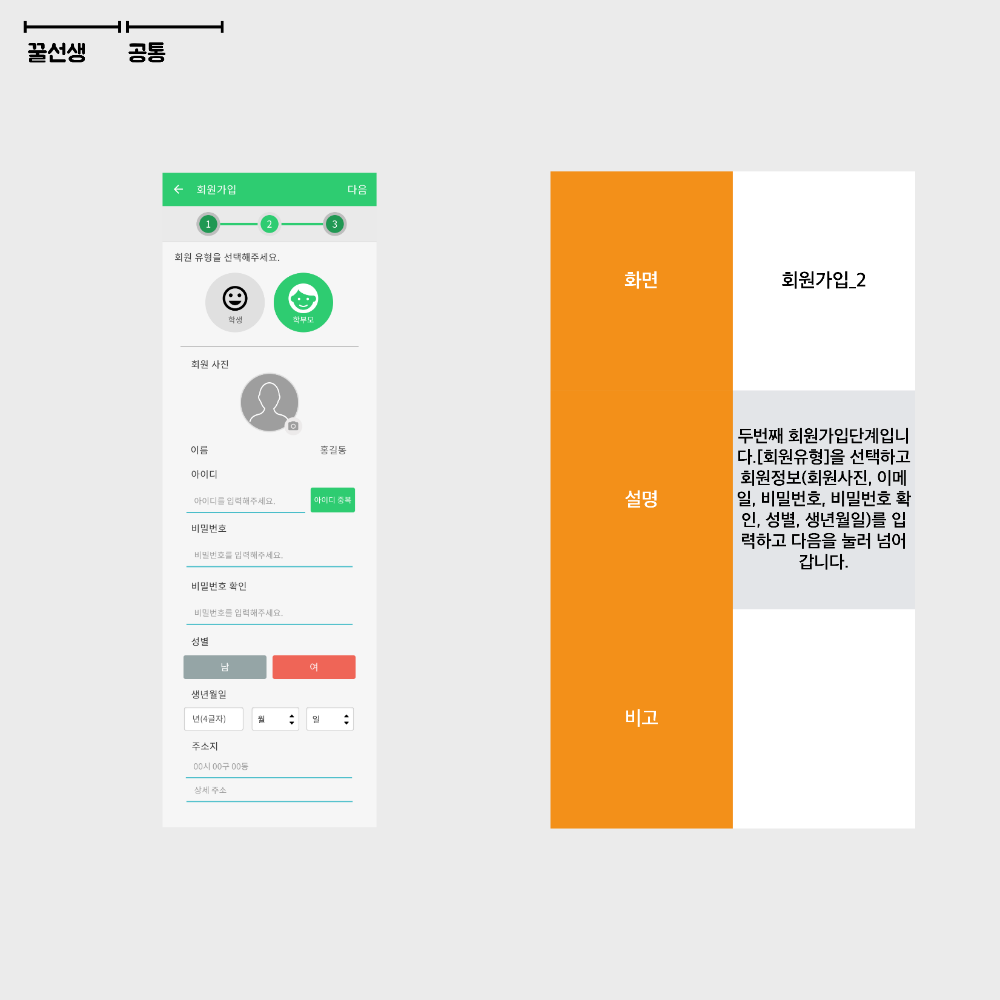 꿀선생 공통
회원가입 다음
1 2 3
회원 유형을 선택해주세요.
학생 학부모
회원 사진
이름 홍길동
아이디
아이디를 입력해주세요. 아이디 중복
비밀번호
비밀번호를 입력해주세요.
비밀번호 확인
비밀번호를 입력해주세요.
성별
남 여
생년월일
년(4글자) 월 일
주소지
00시 00구 00동
상세 주소
화면 회원가입_2
설명
두번째 회원가입단계입니
다.[회원유형]을 선택하고
회원정보(회원사진, 이메
일, 비밀번호, 비밀번호 확
인, 성별, 생년월일)를 입
력하고 다음을 눌러 넘어
갑니다.
비고